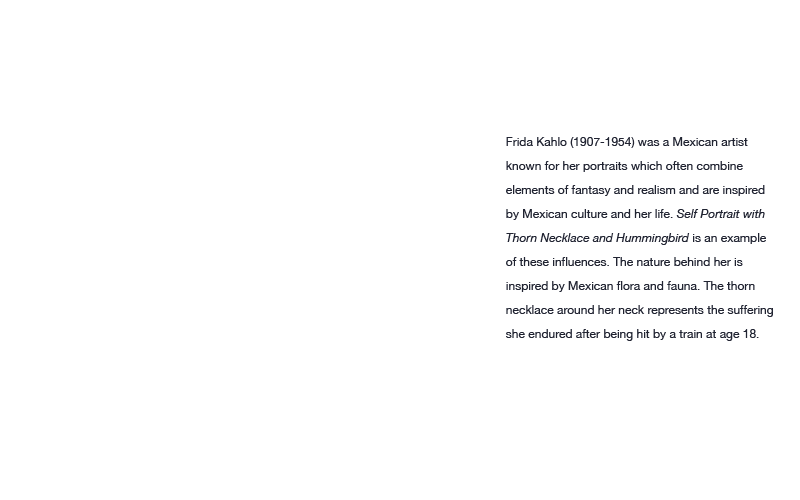 Frida Kahlo (1907-1954) was a Mexican artist
known for her portraits which often combine
elements of fantasy and realism and are inspired
by Mexican culture and her life. Self Portrait with
Thorn Necklace and Hummingbird is an example
of these influences. The nature behind her is
inspired by Mexican flora and fauna. The thorn
necklace around her neck represents the suffering
she endured after being hit by a train at age 18.